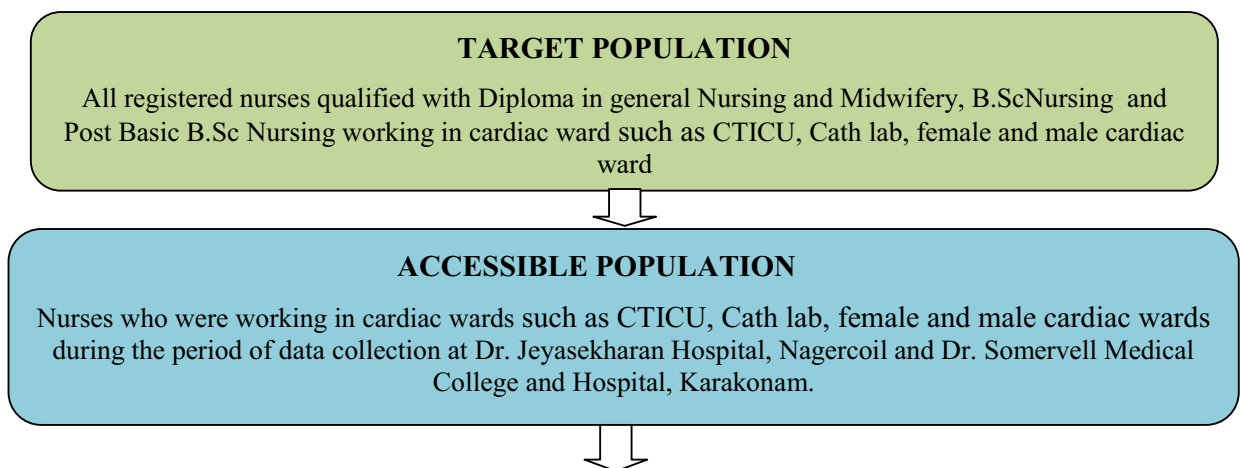 TARGET POPULATION
All registered nurses qualified with Diploma in general Nursing and Midwifery, B.ScNursing and
Post Basic B.Sc Nursing working in cardiac ward such as CTICU, Cath lab, female and male cardiac
ward
ACCESSIBLE POPULATION
Nurses who were working in cardiac wards such as CTICU, Cath lab, female and male cardiac wards
during the period of data collection at Dr. Jeyasekharan Hospital, Nagercoil and Dr. Somervell Medical
College and Hospital, Karakonam.